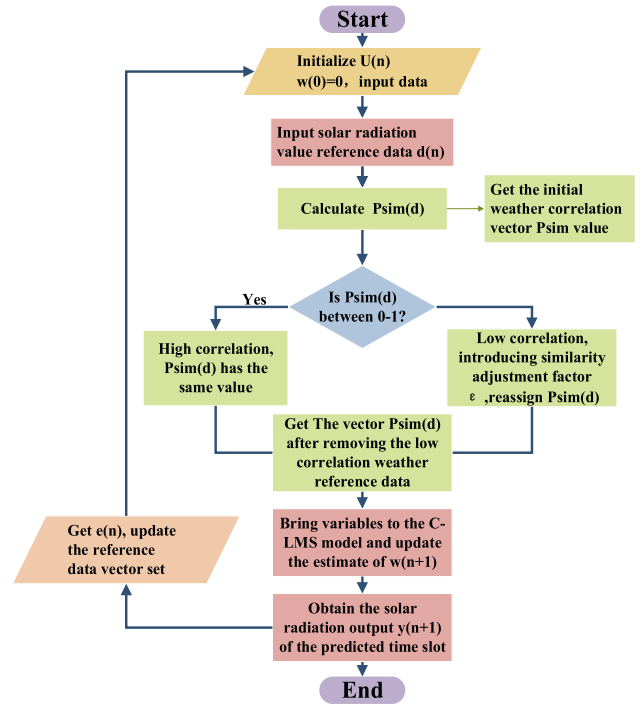 Start
Initialize U(n)
w(0)=0，input data
Input solar radiation
value reference data d(n)
Calculate Psim(d)
Get the initial
weather correlation
vector Psim value
Is Psim(d)
between 0-1?
Yes
High correlation,
Psim(d) has the
same value
Low correlation,
introducing similarity
adjustment factor
ε ,reassign Psim(d)
Get The vector Psim(d)
after removing the low
correlation weather
reference data
Bring variables to the C-
LMS model and update
the estimate of w(n+1)
Get e(n), update
the reference
data vector set
Obtain the solar
radiation output y(n+1)
of the predicted time slot
End